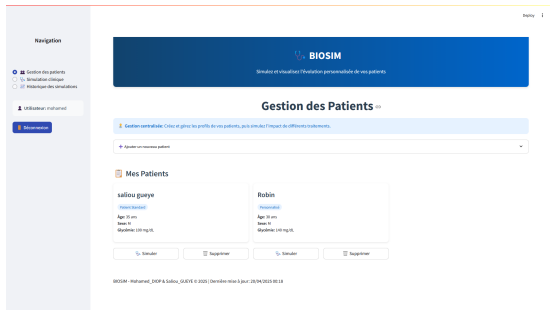 Deploy
Navigation
Gestion des patients
Simulation clinique
Historique des simulations
Utilisateur: mohamed
Déconnexion
BIOSIM
Simulez et visualisez l'évolution personnalisée de vos patients
Gestion des Patients
Gestion centralisée: Créez et gérez les profils de vos patients, puis simulez l'impact de différents traitements.
Ajouter un nouveau patient
Mes Patients
saliou gueye
Patient Standard
Âge: 35 ans
Sexe: M
Glycémie: 100 mg/dL
Simuler
Supprimer
Robin
Personnalisé
Âge: 30 ans
Sexe: M
Glycémie: 140 mg/dL
Simuler
Supprimer
BIOSIM - Mohamed_DIOP & Saliou_GUEYE © 2025 | Dernière mise à jour: 20/04/2025 00:10